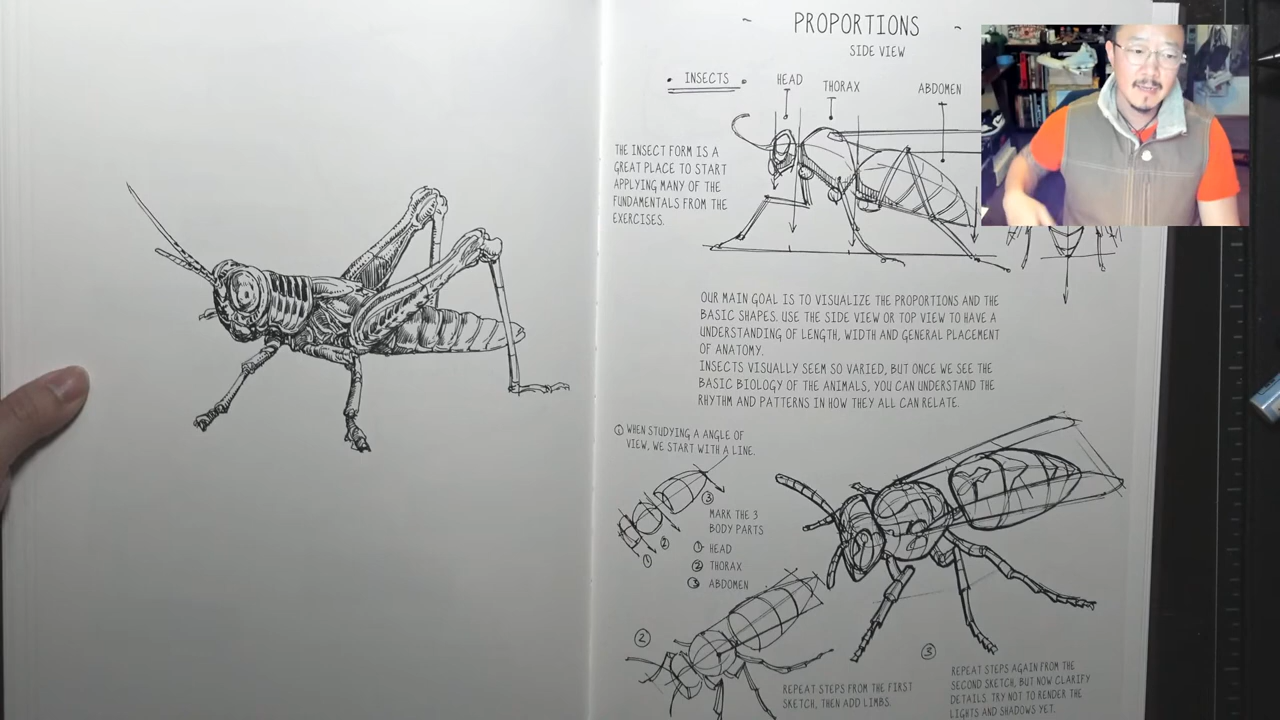 PROPORTIONS
SIDE VIEW
INSECTS
HEAD
THORAX
ABDOMEN
THE INSECT FORM IS A
GREAT PLACE TO START
APPLYING MANY OF THE
FUNDAMENTALS FROM THE
EXERCISES.
OUR MAIN GOAL IS TO VISUALIZE THE PROPORTIONS AND THE
BASIC SHAPES. USE THE SIDE VIEW OR TOP VIEW TO HAVE A
UNDERSTANDING OF LENGTH, WIDTH AND GENERAL PLACEMENT
OF ANATOMY.
INSECTS VISUALLY SEEM SO VARIED, BUT ONCE WE SEE THE
BASIC BIOLOGY OF THE ANIMALS, YOU CAN UNDERSTAND THE
RHYTHM AND PATTERNS IN HOW THEY ALL CAN RELATE.
① WHEN STUDYING A ANGLE OF
VIEW, WE START WITH A LINE.
③
②
①
MARK THE 3
BODY PARTS
① HEAD
② THORAX
③ ABDOMEN
②
REPEAT STEPS FROM THE FIRST
SKETCH, THEN ADD LIMBS.
③
REPEAT STEPS AGAIN FROM THE
SECOND SKETCH, BUT NOW CLARIFY
DETAILS. TRY NOT TO RENDER THE
LIGHTS AND SHADOWS YET.